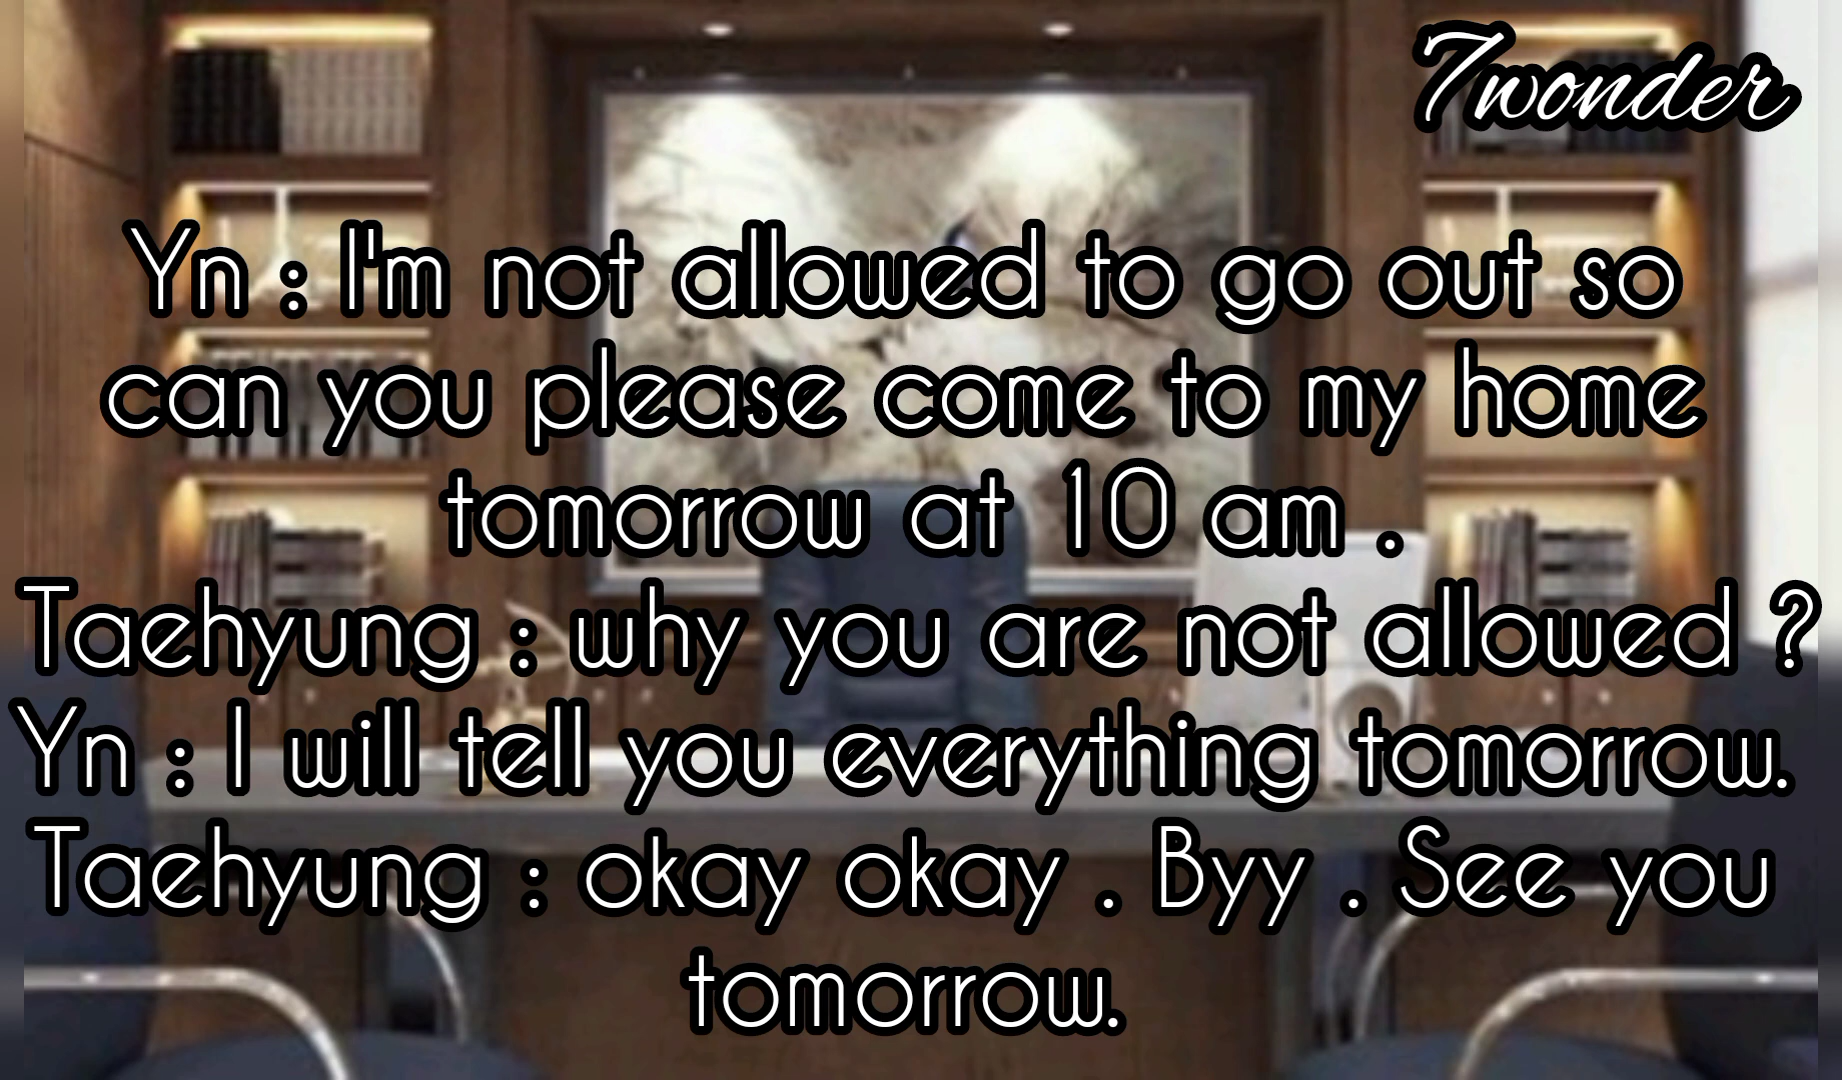 7wonder
Yn : I'm not allowed to go out so
can you please come to my home
tomorrow at 10 am .
Taehyung : why you are not allowed ?
Yn : I will tell you everything tomorrow.
Taehyung : okay okay . Byy . See you
tomorrow.